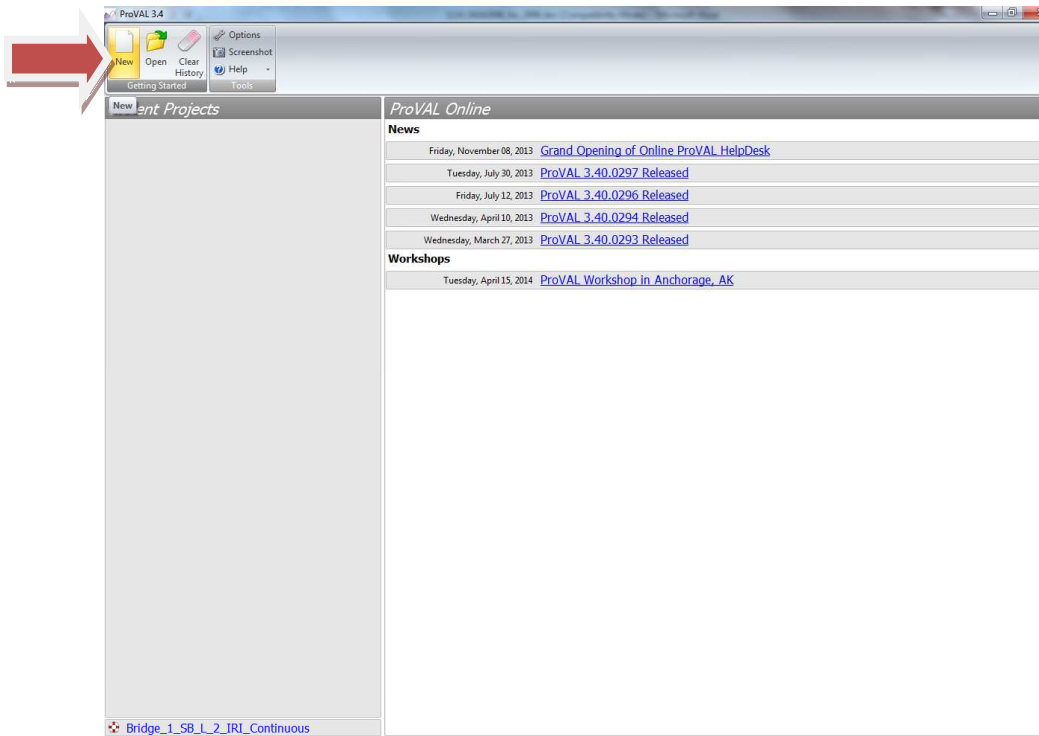 ProVAL 3.4
Options
Screenshot
New Open Clear History
Help
Getting Started Tools
New
ent Projects
ProVAL Online
News
Friday, November 08, 2013 Grand Opening of Online ProVAL HelpDesk
Tuesday, July 30, 2013 ProVAL 3.40.0297 Released
Friday, July 12, 2013 ProVAL 3.40.0296 Released
Wednesday, April 10, 2013 ProVAL 3.40.0294 Released
Wednesday, March 27, 2013 ProVAL 3.40.0293 Released
Workshops
Tuesday, April 15, 2014 ProVAL Workshop in Anchorage, AK
Bridge_1_SB_L_2_IRI_Continuous